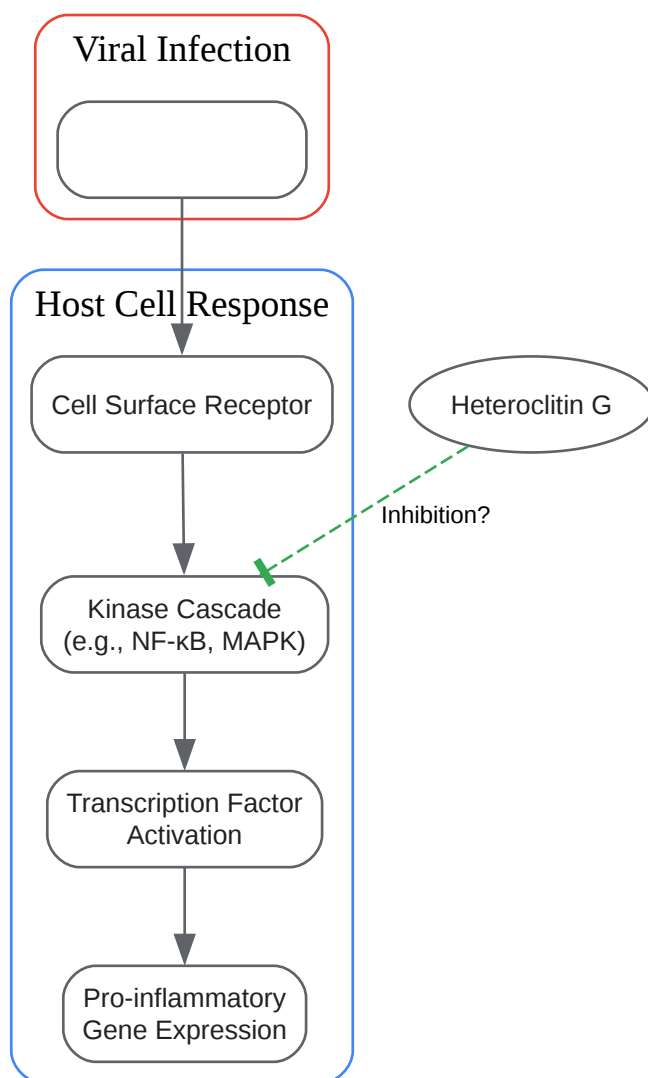 Viral Infection
Host Cell Response
Cell Surface Receptor
Heteroclitin G
Inhibition?
Kinase Cascade
(e.g., NF-κB, MAPK)
Transcription Factor
Activation
Pro-inflammatory
Gene Expression